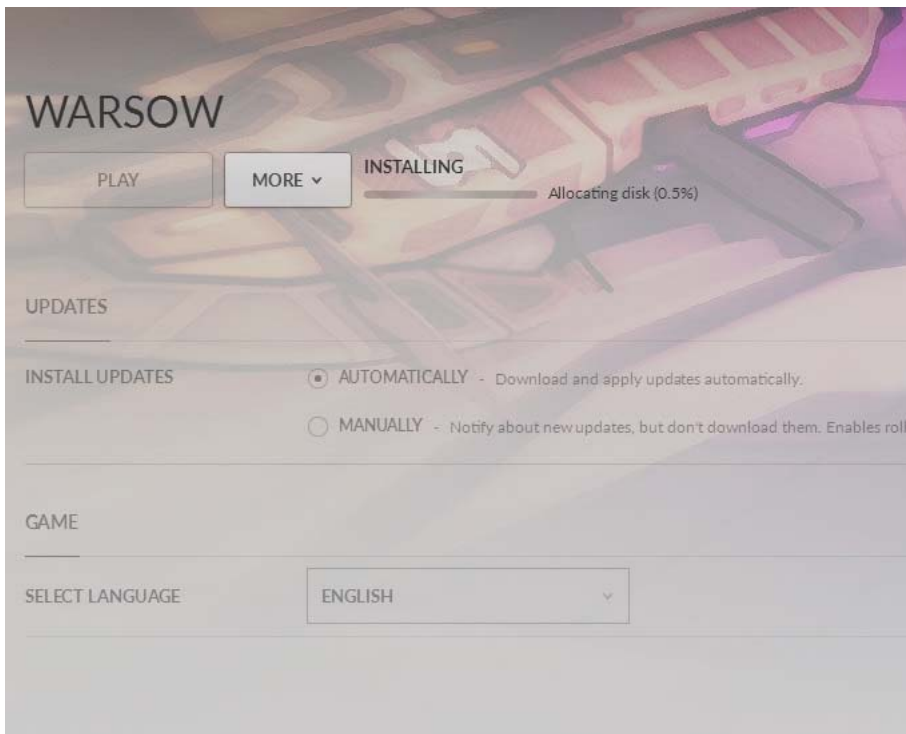 WARSOW
PLAY
MORE
INSTALLING
Allocating disk (0.5%)
UPDATES
INSTALL UPDATES
AUTOMATICALLY - Download and apply updates automatically.
MANUALLY - Notify about new updates, but don't download them. Enables roll
GAME
SELECT LANGUAGE
ENGLISH